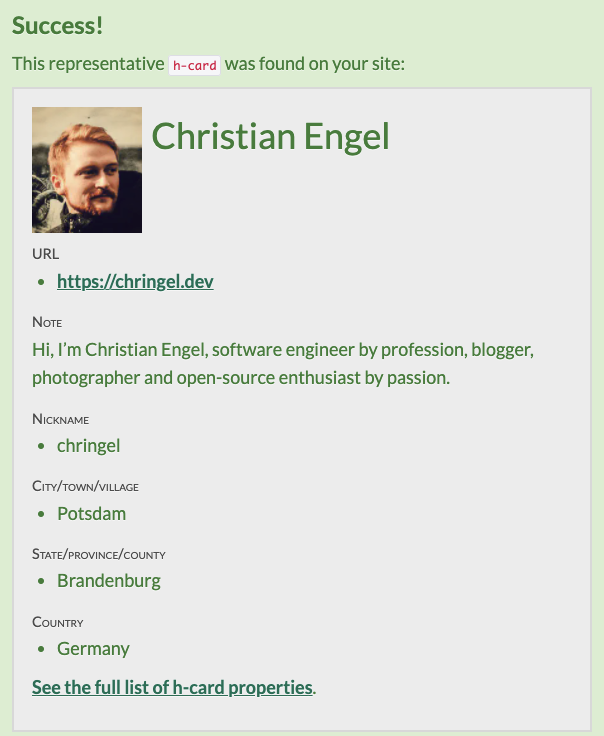 Success!
This representative h-card was found on your site:
Christian Engel
URL
• https://chringel.dev
Note
Hi, I’m Christian Engel, software engineer by profession, blogger,
photographer and open-source enthusiast by passion.
Nickname
• chringel
City/town/village
• Potsdam
State/province/county
• Brandenburg
Country
• Germany
See the full list of h-card properties.